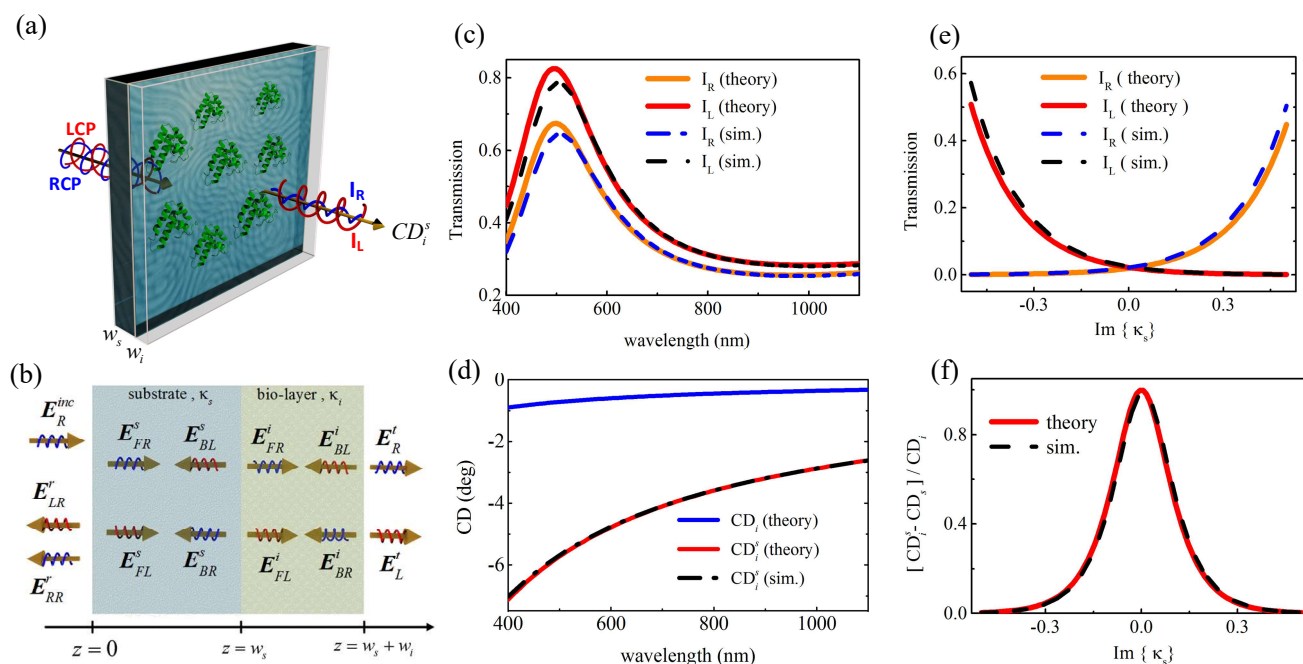 (a)
LCP
RCP
I_R
I_L
CD_i^s
w_s
w_i
(b)
substrate , κ_s
bio-layer, κ_i
E_R^inc
E_FR^s
E_BL^s
E_FR^i
E_BL^i
E_R^t
E_LR^r
E_RR^r
E_FL^s
E_BR^s
E_FL^i
E_BR^i
E_L^t
z = 0
z = w_s
z = w_s + w_i
(c)
I_R (theory)
I_L (theory)
I_R (sim.)
I_L (sim.)
0.8
0.6
0.4
0.2
Transmission
400 600 800 1000
wavelength (nm)
(d)
0
-2
-4
-6
CD (deg)
CD_i (theory)
CD_i^s (theory)
CD_i^s (sim.)
400 600 800 1000
wavelength (nm)
(e)
I_R ( theory)
I_L ( theory )
I_R ( sim.)
I_L ( sim.)
0.6
0.4
0.2
0.0
Transmission
-0.3 0.0 0.3
Im { κ_s}
(f)
theory
sim.
0.8
0.4
0.0
[ CD_i^s - CD_s ] / CD_i
-0.3 0.0 0.3
Im { κ_s}